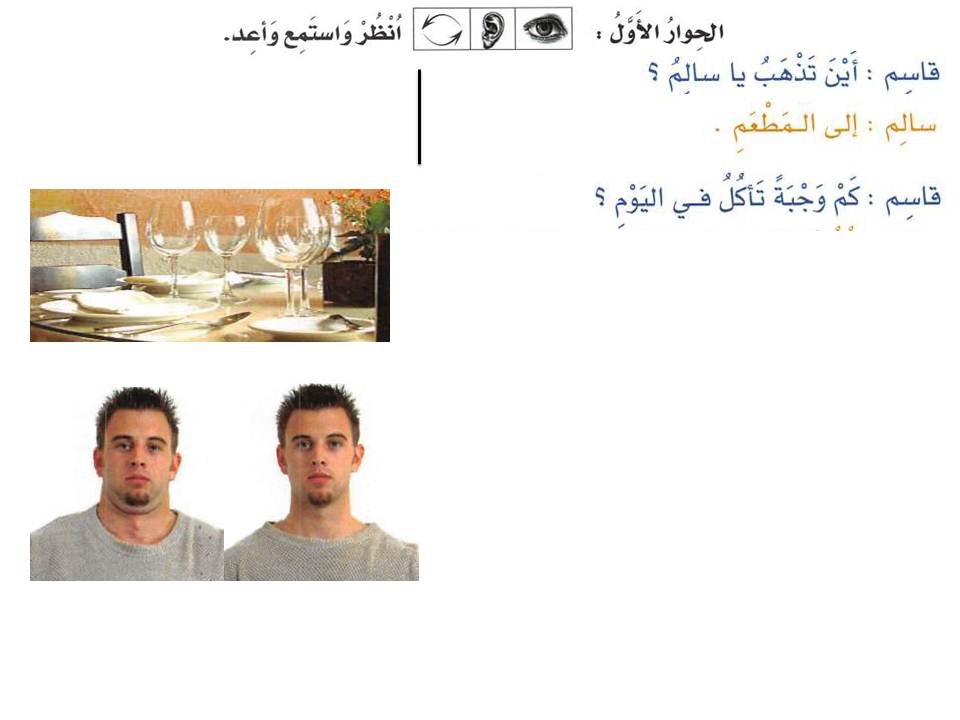 الحِوارُ الأَوَّلُ : اُنْظُرْ وَاستَمِع وَأعِد.
قاسِم : أَيْنَ تَذْهَبُ يا سالِمُ ؟
سالِم : إلى المَطْعَمِ .
قاسِم : كَمْ وَجْبَةً تَأكُلُ في اليَوْمِ ؟